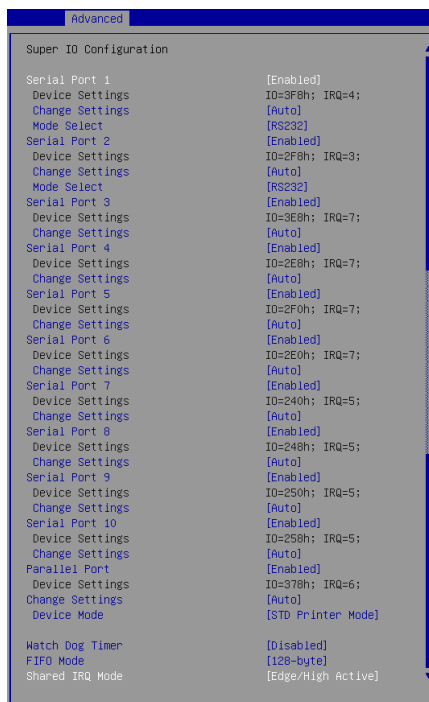 Advanced
Super IO Configuration
Serial Port 1 [Enabled]
Device Settings IO=3F8h; IRQ=4;
Change Settings [Auto]
Mode Select [RS232]
Serial Port 2 [Enabled]
Device Settings IO=2F8h; IRQ=3;
Change Settings [Auto]
Mode Select [RS232]
Serial Port 3 [Enabled]
Device Settings IO=3E8h; IRQ=7;
Change Settings [Auto]
Serial Port 4 [Enabled]
Device Settings IO=2E8h; IRQ=7;
Change Settings [Auto]
Serial Port 5 [Enabled]
Device Settings IO=2F0h; IRQ=7;
Change Settings [Auto]
Serial Port 6 [Enabled]
Device Settings IO=2E0h; IRQ=7;
Change Settings [Auto]
Serial Port 7 [Enabled]
Device Settings IO=240h; IRQ=5;
Change Settings [Auto]
Serial Port 8 [Enabled]
Device Settings IO=248h; IRQ=5;
Change Settings [Auto]
Serial Port 9 [Enabled]
Device Settings IO=250h; IRQ=5;
Change Settings [Auto]
Serial Port 10 [Enabled]
Device Settings IO=258h; IRQ=5;
Change Settings [Auto]
Parallel Port [Enabled]
Device Settings IO=378h; IRQ=6;
Change Settings [Auto]
Device Mode [STD Printer Mode]
Watch Dog Timer [Disabled]
FIFO Mode [128-byte]
Shared IRQ Mode [Edge/High Active]